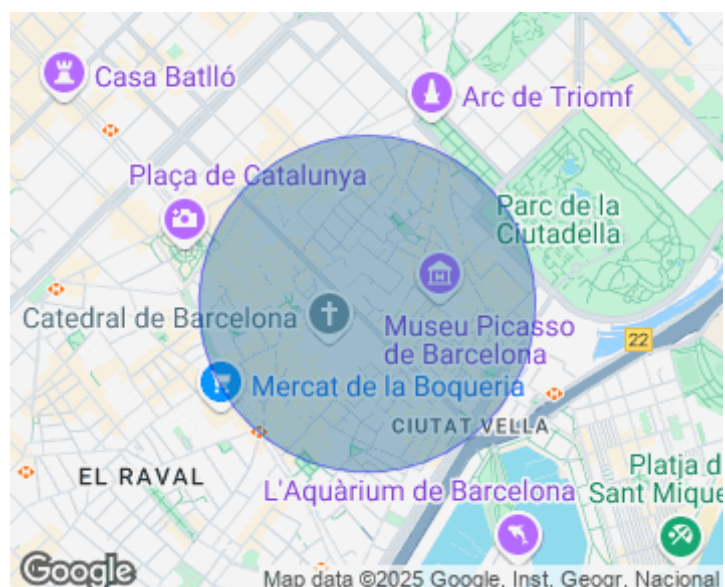 Casa Batlló
Arc de Triomf
Plaça de Catalunya
Parc de la
Ciutadella
Catedral de Barcelona
Museu Picasso
de Barcelona
22
Mercat de la Boqueria
CIUTAT VELLA
EL RAVAL
L'Aquàrium de Barcelona
Platja d
Sant Mique
Google
Map data ©2025 Google, Inst. Geogr. Nacional